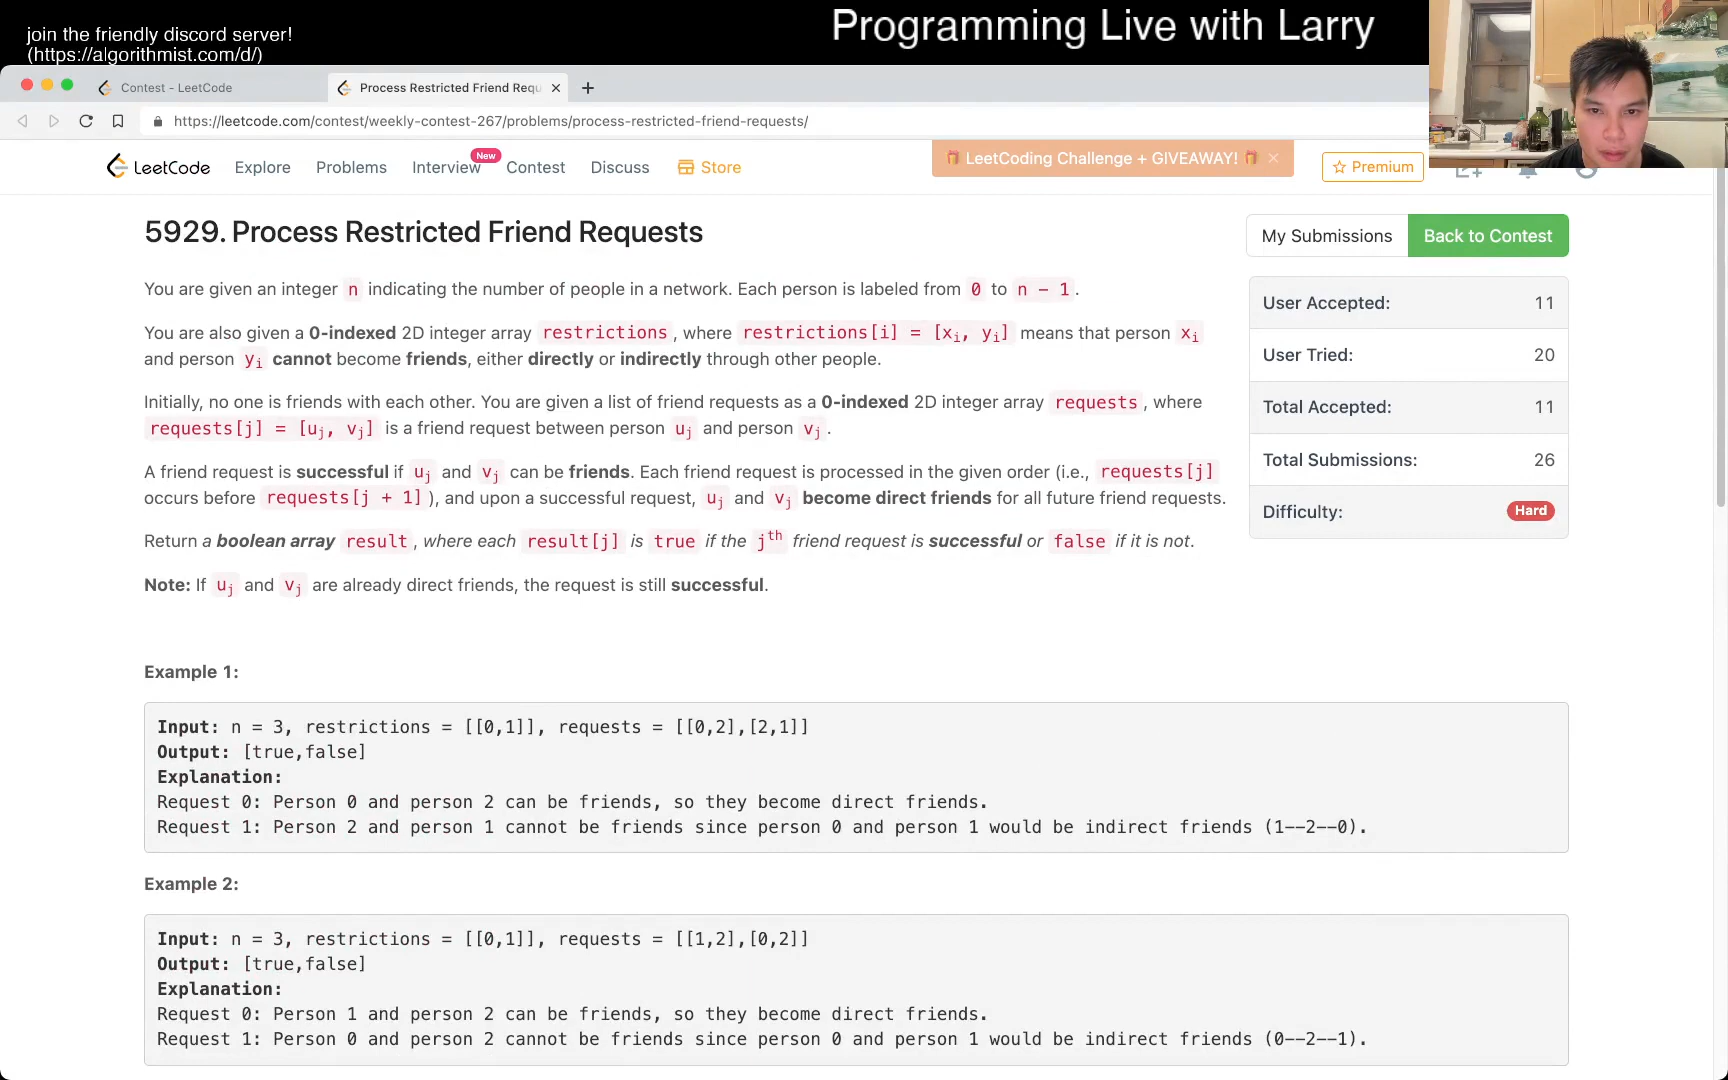 join the friendly discord server!
(https://algorithmist.com/d/)
Programming Live with Larry
Contest - LeetCode
Process Restricted Friend Requ
https://leetcode.com/contest/weekly-contest-267/problems/process-restricted-friend-requests/
LeetCode Explore Problems Interview New Contest Discuss Store
LeetCoding Challenge + GIVEAWAY!
Premium
5929. Process Restricted Friend Requests
My Submissions Back to Contest
You are given an integer n indicating the number of people in a network. Each person is labeled from 0 to n - 1.
You are also given a 0-indexed 2D integer array restrictions, where restrictions[i] = [xi, yi] means that person xi
and person yi cannot become friends, either directly or indirectly through other people.
Initially, no one is friends with each other. You are given a list of friend requests as a 0-indexed 2D integer array requests, where
requests[j] = [uj, vj] is a friend request between person uj and person vj.
A friend request is successful if uj and vj can be friends. Each friend request is processed in the given order (i.e., requests[j]
occurs before requests[j + 1]), and upon a successful request, uj and vj become direct friends for all future friend requests.
Return a boolean array result, where each result[j] is true if the jth friend request is successful or false if it is not.
Note: If uj and vj are already direct friends, the request is still successful.
User Accepted: 11
User Tried: 20
Total Accepted: 11
Total Submissions: 26
Difficulty: Hard
Example 1:
Input: n = 3, restrictions = [[0,1]], requests = [[0,2],[2,1]]
Output: [true,false]
Explanation:
Request 0: Person 0 and person 2 can be friends, so they become direct friends.
Request 1: Person 2 and person 1 cannot be friends since person 0 and person 1 would be indirect friends (1--2--0).
Example 2:
Input: n = 3, restrictions = [[0,1]], requests = [[1,2],[0,2]]
Output: [true,false]
Explanation:
Request 0: Person 1 and person 2 can be friends, so they become direct friends.
Request 1: Person 0 and person 2 cannot be friends since person 0 and person 1 would be indirect friends (0--2--1).